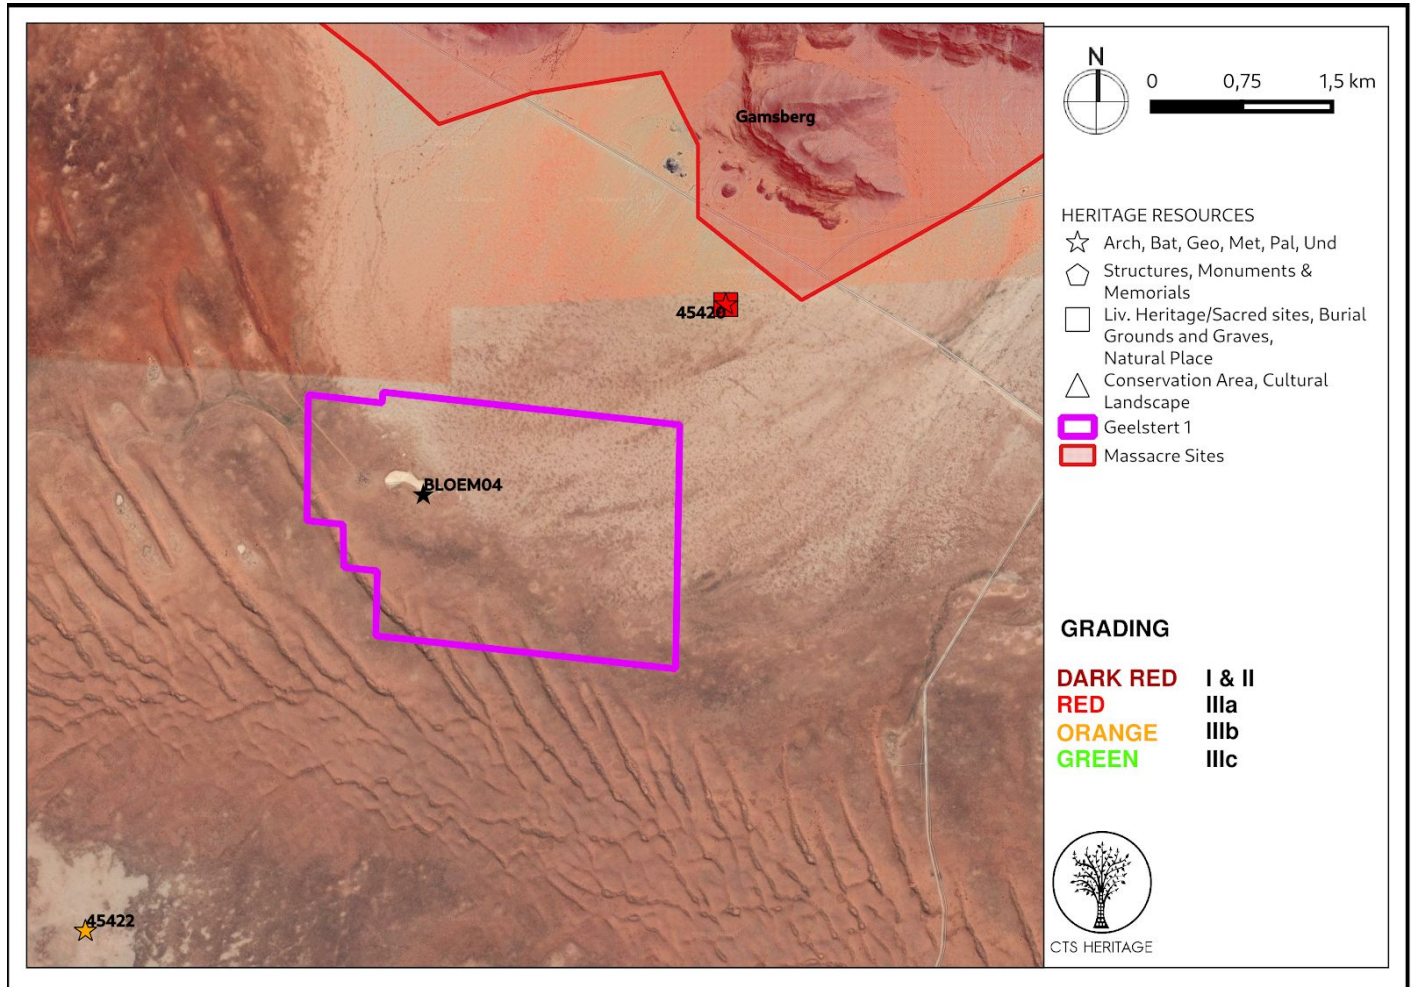 Gamsberg
45420
BLOEM04
45422
N
0 0,75 1,5 km
HERITAGE RESOURCES
Arch, Bat, Geo, Met, Pal, Und
Structures, Monuments &
Memorials
Liv. Heritage/Sacred sites, Burial
Grounds and Graves,
Natural Place
Conservation Area, Cultural
Landscape
Geelstert 1
Massacre Sites
GRADING
DARK RED I & II
RED IIIa
ORANGE IIIb
GREEN IIIc
CTS HERITAGE